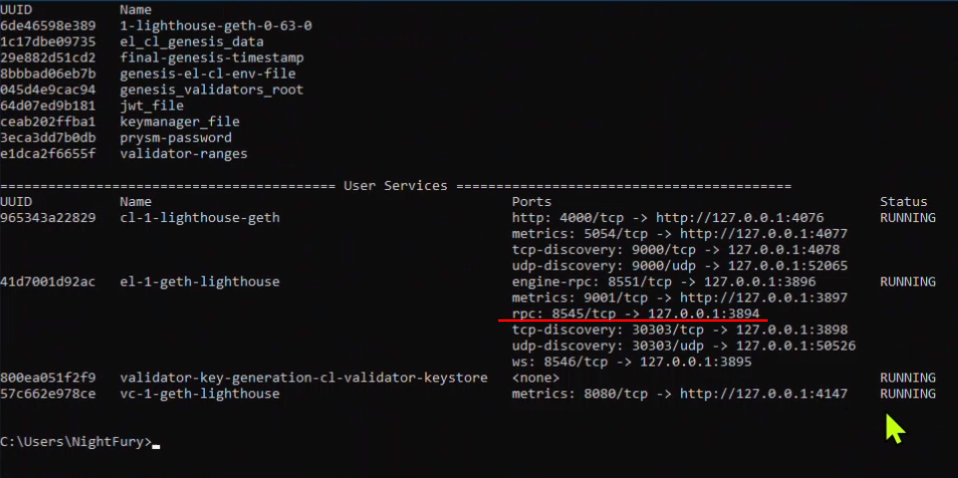 UUID Name
6de46598e389 1-lighthouse-geth-0-63-0
1c17dbe09735 el_cl_genesis_data
29e882d51cd2 final-genesis-timestamp
8bbbad06eb7b genesis-el-cl-env-file
045d4e9cac94 genesis_validators_root
64d07ed9b181 jwt_file
ceab202ffba1 keymanager_file
3eca3dd7b0db prysm-password
e1dca2f6655f validator-ranges
========================================== User Services ==========================================
UUID Name Ports Status
965343a22829 cl-1-lighthouse-geth http: 4000/tcp -> http://127.0.0.1:4076 RUNNING
metrics: 5054/tcp -> http://127.0.0.1:4077
tcp-discovery: 9000/tcp -> 127.0.0.1:4078
udp-discovery: 9000/udp -> 127.0.0.1:52065
41d7001d92ac el-1-geth-lighthouse engine-rpc: 8551/tcp -> 127.0.0.1:3896 RUNNING
metrics: 9001/tcp -> http://127.0.0.1:3897
rpc: 8545/tcp -> 127.0.0.1:3894
tcp-discovery: 30303/tcp -> 127.0.0.1:3898
udp-discovery: 30303/udp -> 127.0.0.1:50526
ws: 8546/tcp -> 127.0.0.1:3895
800ea051f2f9 validator-key-generation-cl-validator-keystore <none> RUNNING
57c662e978ce vc-1-geth-lighthouse metrics: 8080/tcp -> http://127.0.0.1:4147 RUNNING
C:\Users\NightFury>